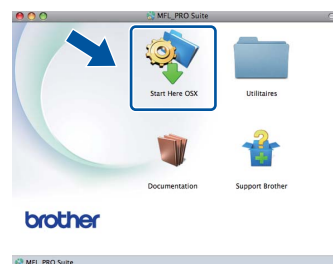 MFL_PRO Suite
Start Here OSX
Utilitaires
Documentation
Support Brother
brother
MFL_PRO Suite